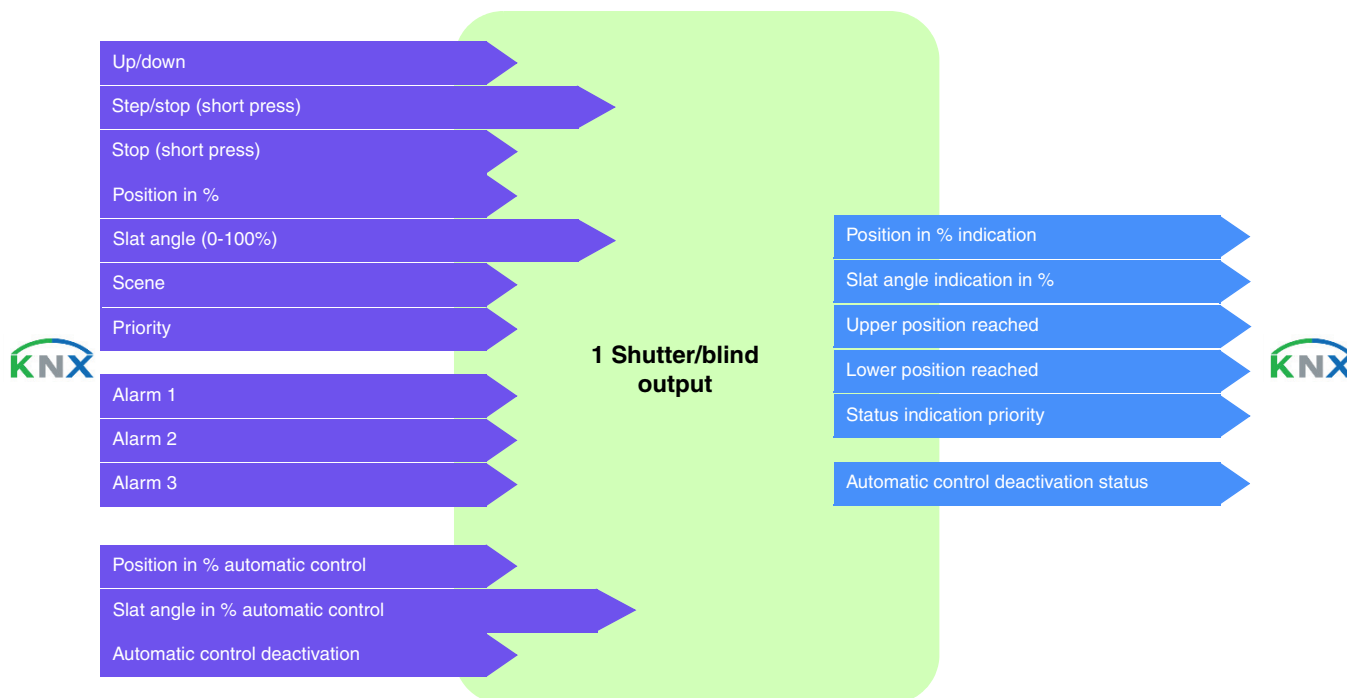 Up/down
Step/stop (short press)
Stop (short press)
Position in %
Slat angle (0-100%)
Scene
Priority
KNX
Alarm 1
Alarm 2
Alarm 3
Position in % automatic control
Slat angle in % automatic control
Automatic control deactivation
1 Shutter/blind
output
Position in % indication
Slat angle indication in %
Upper position reached
Lower position reached
Status indication priority
Automatic control deactivation status
KNX